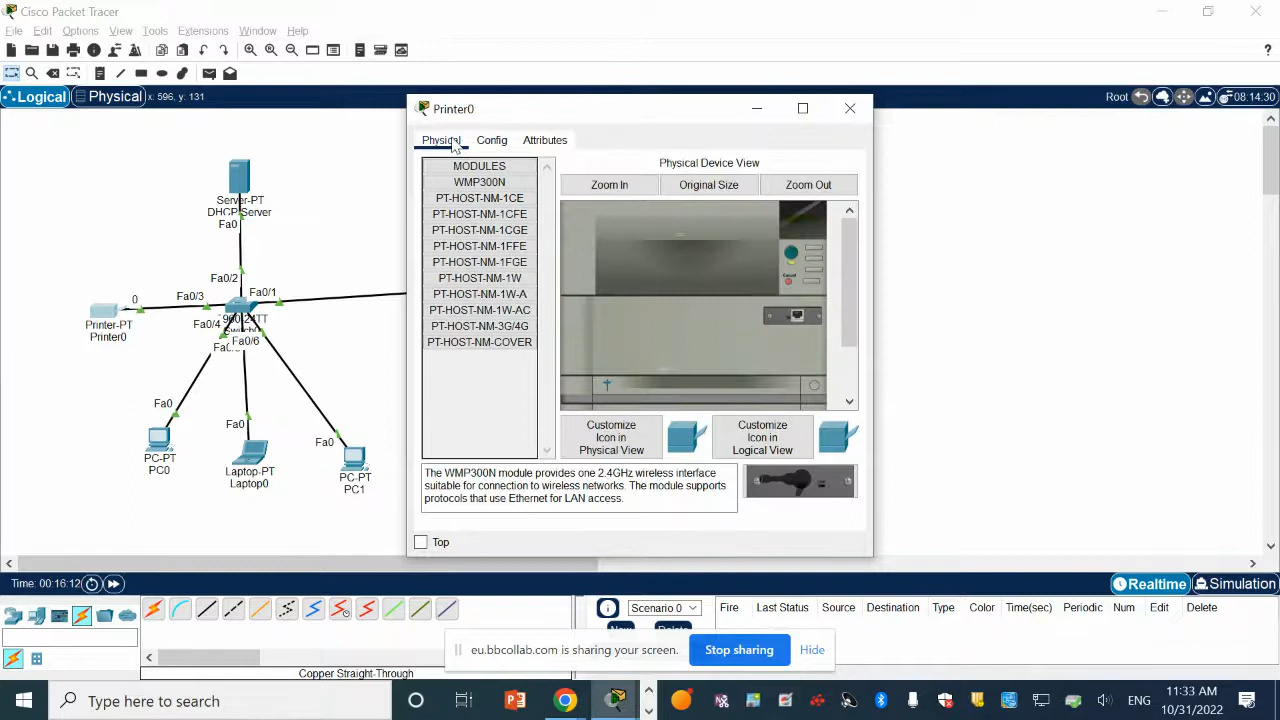 Cisco Packet Tracer
File Edit Options View Tools Extensions Window Help
Logical Physical x: 596, y: 131 Root 08:14:30
Server-PT
DHCP Server
Fa0
Fa0/2
Fa0/3
Fa0/1
0
Printer-PT
Printer0
Fa0/4
Fa0/6
Fa0
PC-PT
PC0
Fa0
Laptop-PT
Laptop0
Fa0
PC-PT
PC1
Printer0
Physical Config Attributes
MODULES
WMP300N
PT-HOST-NM-1CE
PT-HOST-NM-1CFE
PT-HOST-NM-1CGE
PT-HOST-NM-1FFE
PT-HOST-NM-1FGE
PT-HOST-NM-1W
PT-HOST-NM-1W-A
PT-HOST-NM-1W-AC
PT-HOST-NM-3G/4G
PT-HOST-NM-COVER
Physical Device View
Zoom In Original Size Zoom Out
Customize
Icon in
Physical View
Customize
Icon in
Logical View
The WMP300N module provides one 2.4GHz wireless interface
suitable for connection to wireless networks. The module supports
protocols that use Ethernet for LAN access.
Top
Time: 00:16:12 Realtime Simulation
Scenario 0
New Delete
Fire Last Status Source Destination Type Color Time(sec) Periodic Num Edit Delete
Copper Straight-Through
eu.bbcollab.com is sharing your screen. Stop sharing Hide
Type here to search
ENG
11:33 AM
10/31/2022